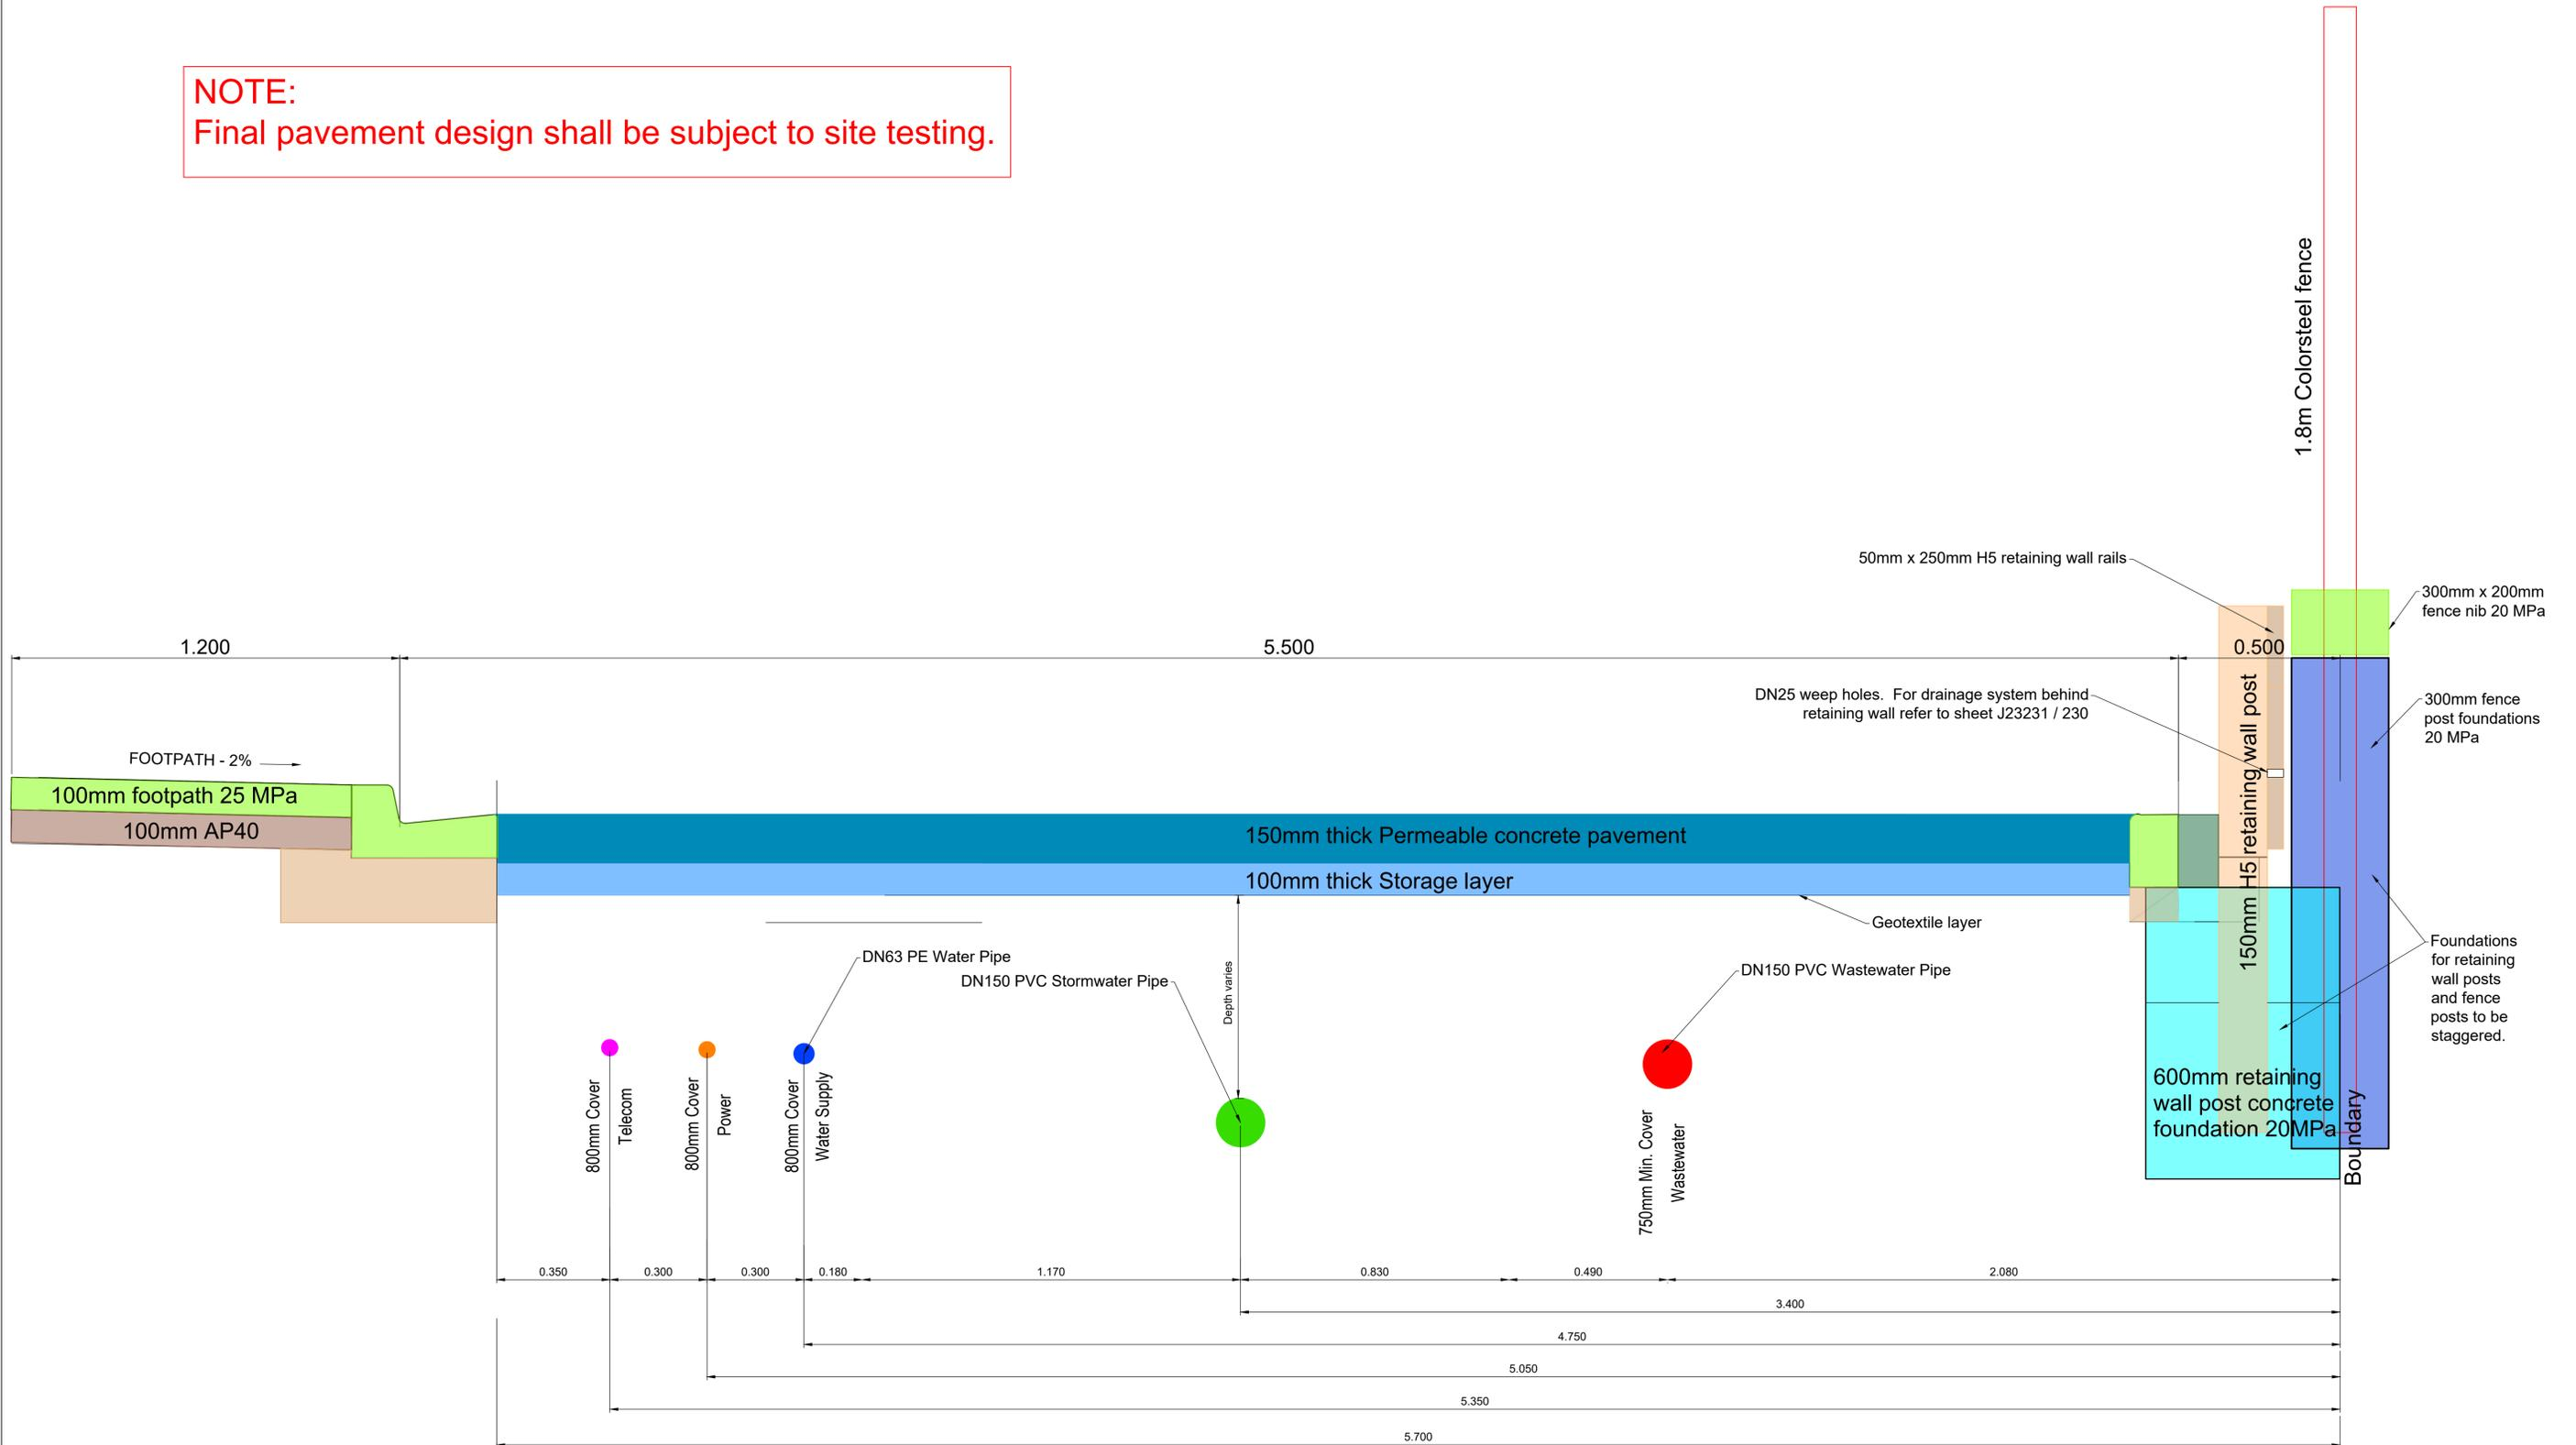 NOTE:
Final pavement design shall be subject to site testing.
1.8m Colorsteel fence
50mm x 250mm H5 retaining wall rails
300mm x 200mm
fence nib 20 MPa
1.200
5.500
0.500
DN25 weep holes.  For drainage system behind
retaining wall refer to sheet J23231 / 230
300mm fence
post foundations
20 MPa
150mm H5 retaining wall post
FOOTPATH - 2%
100mm footpath 25 MPa
100mm AP40
150mm thick Permeable concrete pavement
100mm thick Storage layer
Geotextile layer
Depth varies
DN63 PE Water Pipe
DN150 PVC Stormwater Pipe
DN150 PVC Wastewater Pipe
Foundations
for retaining
wall posts
and fence
posts to be
staggered.
800mm Cover
Telecom
800mm Cover
Power
800mm Cover
Water Supply
750mm Min. Cover
Wastewater
600mm retaining
wall post concrete
foundation 20MPa
Boundary
0.350
0.300
0.300
0.180
1.170
0.830
0.490
2.080
3.400
4.750
5.050
5.350
5.700